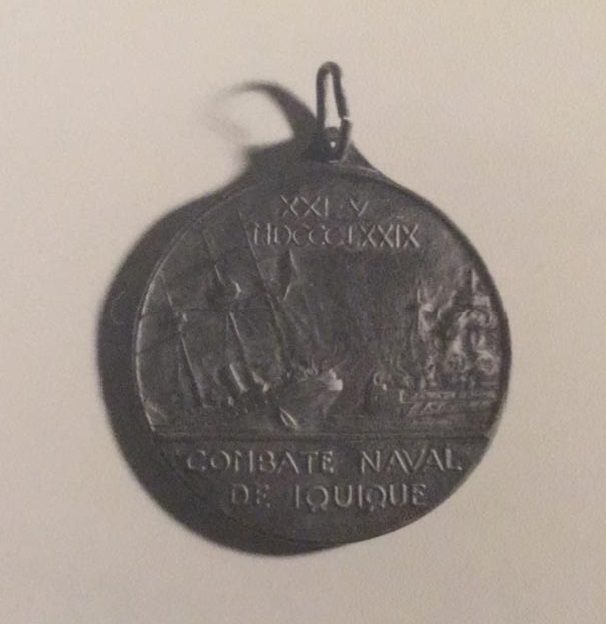 XXI·V
MDCCCLXXIX
COMBATE NAVAL
DE IQUIQUE